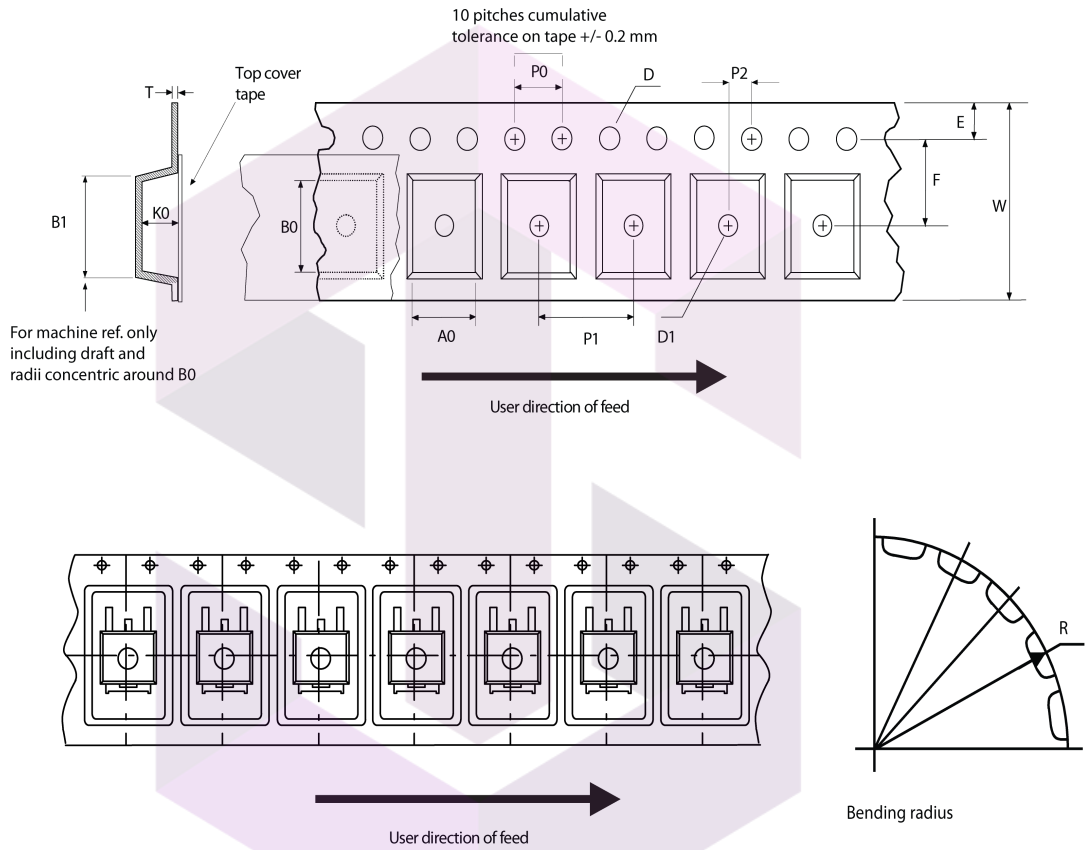 10 pitches cumulative
tolerance on tape +/- 0.2 mm
Top cover
tape
T
P0
D
P2
E
F
W
B1
K0
B0
For machine ref. only
including draft and
radii concentric around B0
A0
P1
D1
User direction of feed
R
Bending radius
User direction of feed